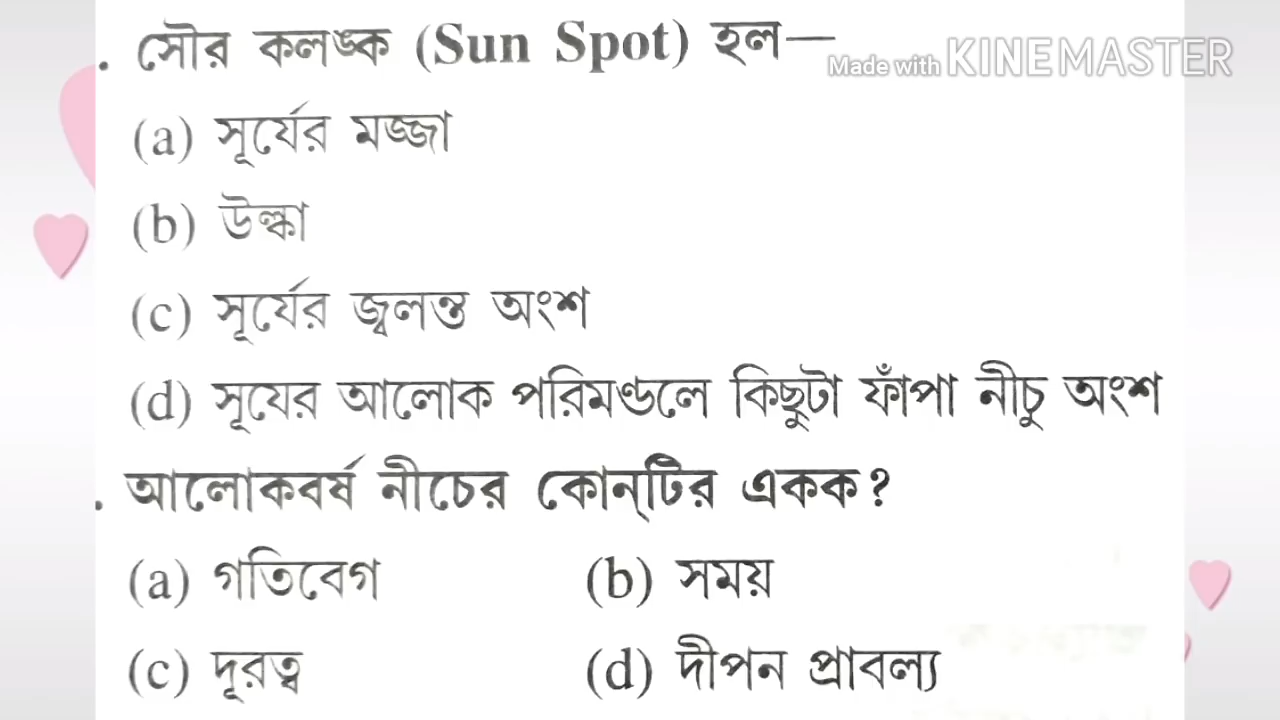 . সৌর কলঙ্ক (Sun Spot) হল—
Made with KINEMASTER
(a) সূর্যের মজ্জা
(b) উল্কা
(c) সূর্যের জ্বলন্ত অংশ
(d) সূযের আলোক পরিমণ্ডলে কিছুটা ফাঁপা নীচু অংশ
. আলোকবর্ষ নীচের কোন্‌টির একক?
(a) গতিবেগ (b) সময়
(c) দূরত্ব (d) দীপন প্রাবল্য